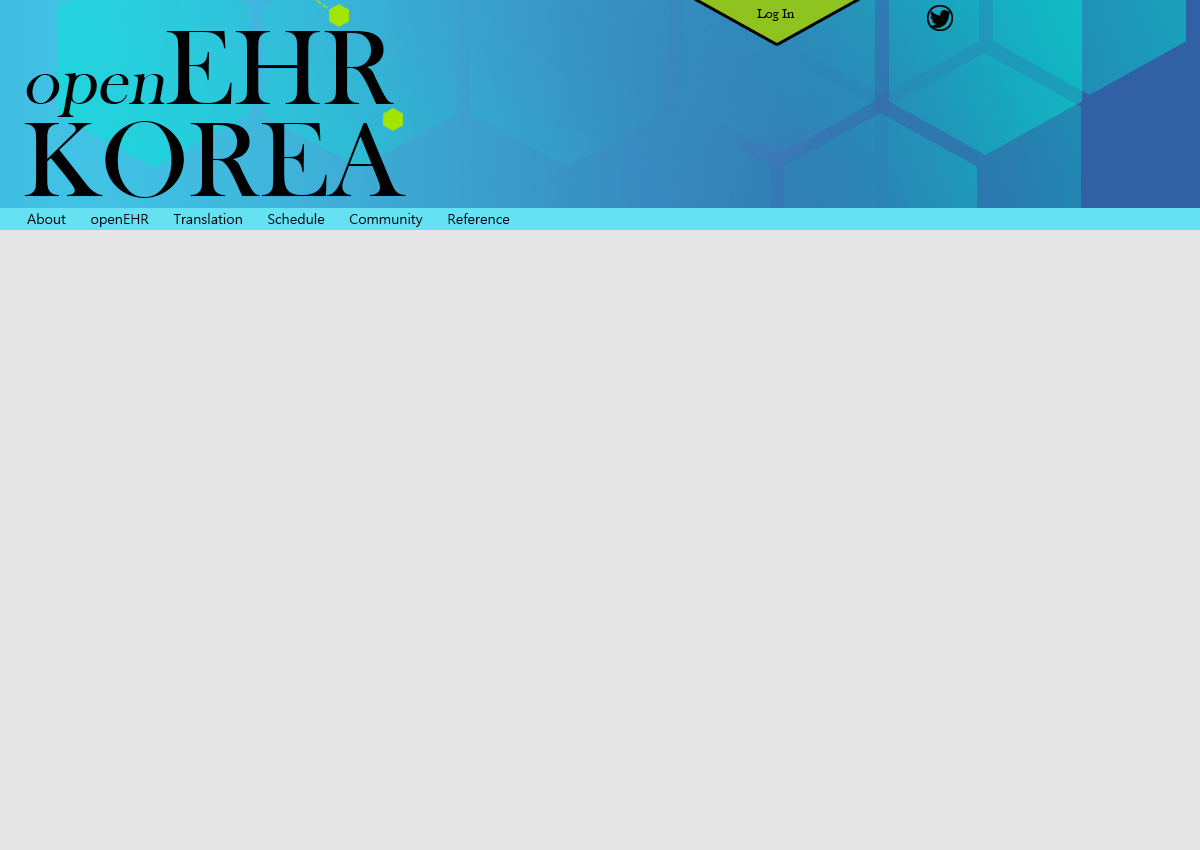 Log In
openEHR
KOREA
About openEHR Translation Schedule Community Reference